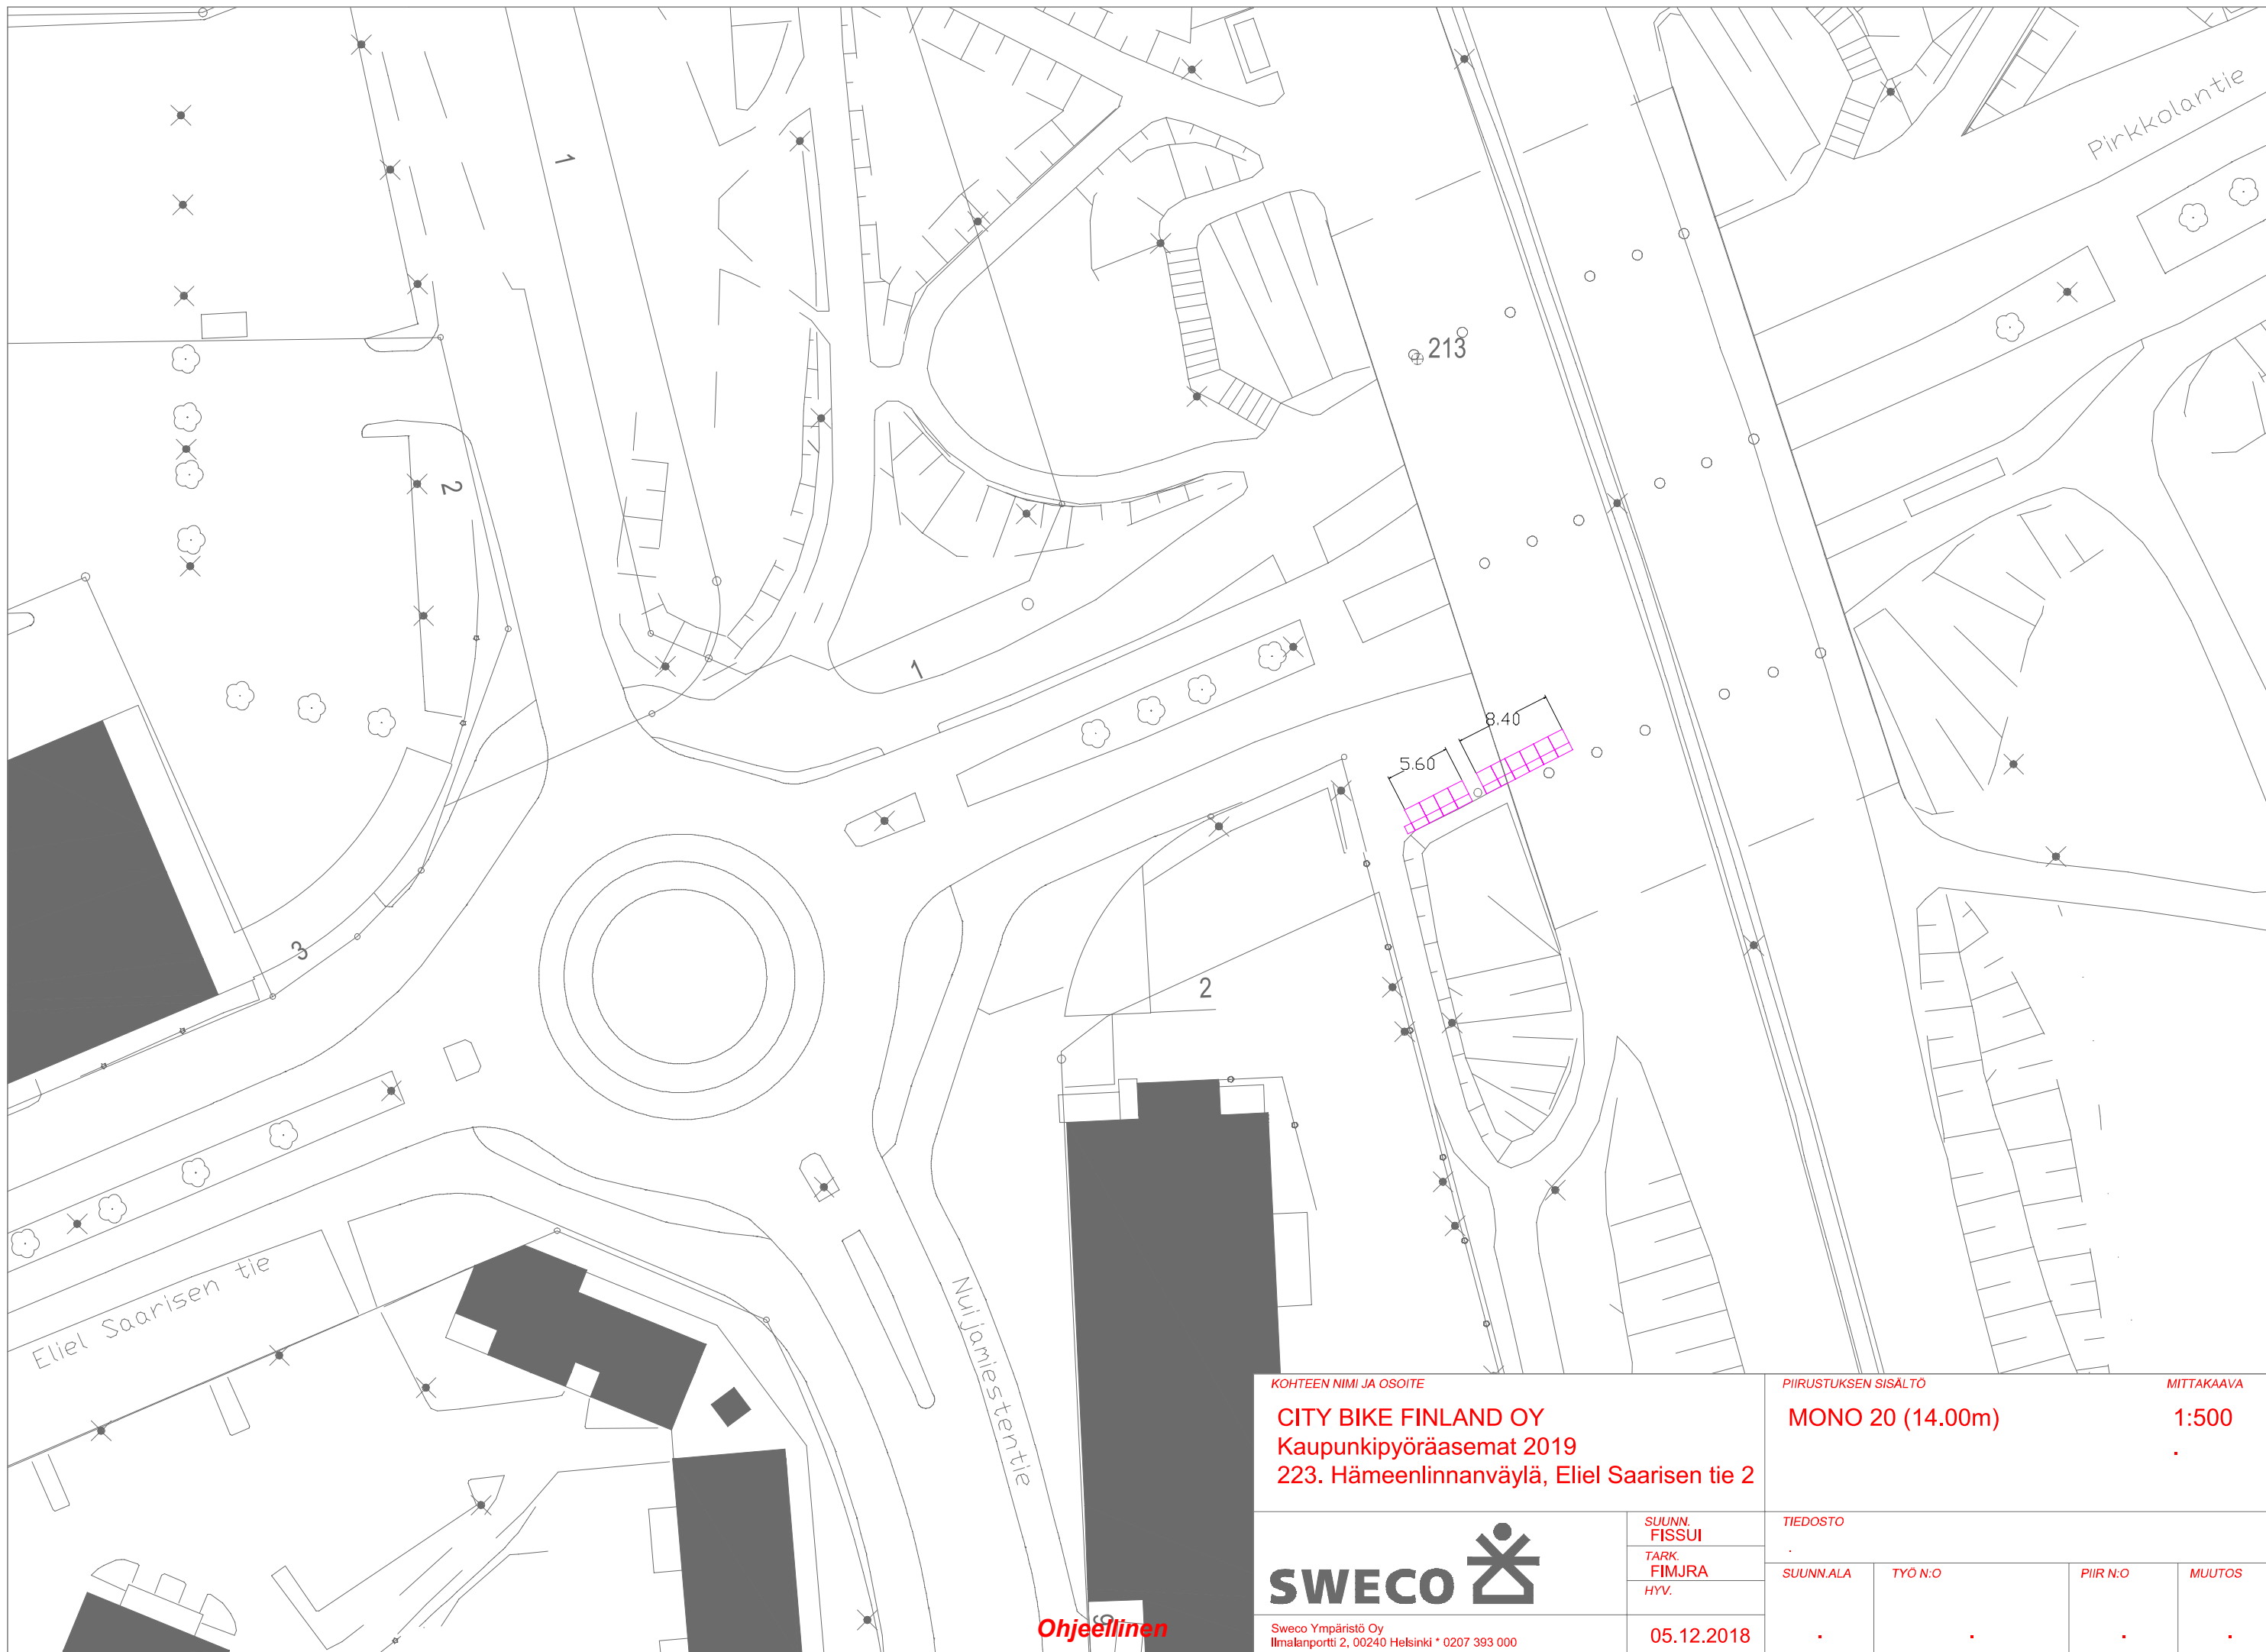 Pirkkolantie
1
213
2
1
8.40
5.60
3
2
Eliel Saarisen tie
Nuijamiestentie
9
Ohjeellinen
KOHTEEN NIMI JA OSOITE
CITY BIKE FINLAND OY
Kaupunkipyöräasemat 2019
223. Hämeenlinnanväylä, Eliel Saarisen tie 2
PIIRUSTUKSEN SISÄLTÖ
MITTAKAAVA
MONO 20 (14.00m)
1:500
.
SWECO
Sweco Ympäristö Oy
Ilmalanportti 2, 00240 Helsinki * 0207 393 000
SUUNN.
FISSUI
TARK.
FIMJRA
HYV.
05.12.2018
TIEDOSTO
.
SUUNN.ALA
TYÖ N:O
PIIR N:O
MUUTOS
. . . .